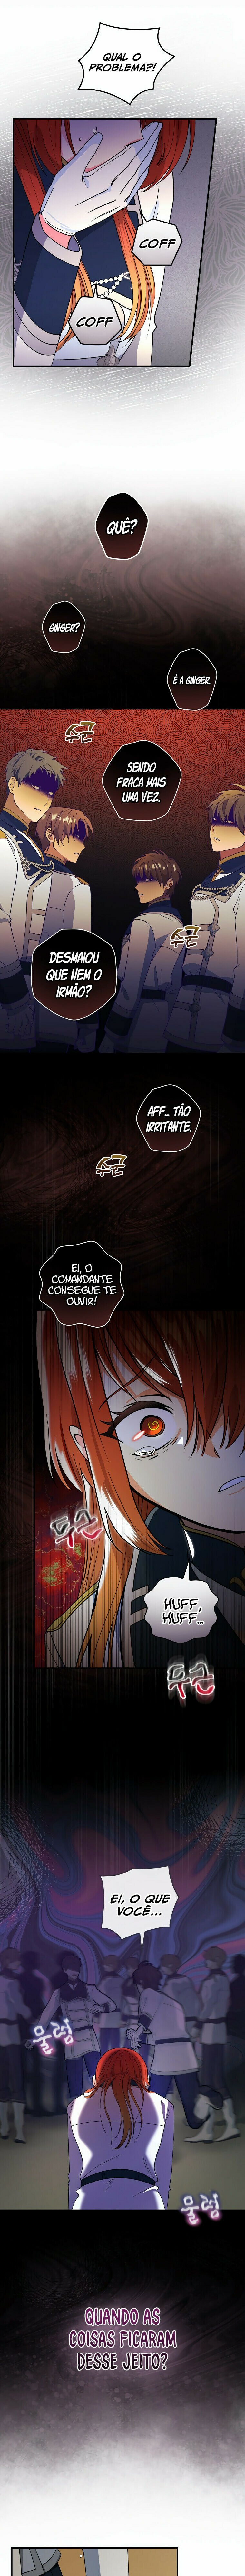 QUAL O
PROBLEMA?!
COFF
COFF
QUÊ?
GINGER?
É A GINGER.
수군
SENDO
FRACA MAIS
UMA VEZ.
수군
DESMAIOU
QUE NEM O
IRMÃO?
AFF... TÃO
IRRITANTE.
수군
EI, O
COMANDANTE
CONSEGUE TE
OUVIR!
두근
HUFF,
HUFF...
두근
EI, O QUE
VOCÊ...
울렁
울렁
QUANDO AS
COISAS FICARAM
DESSE JEITO?